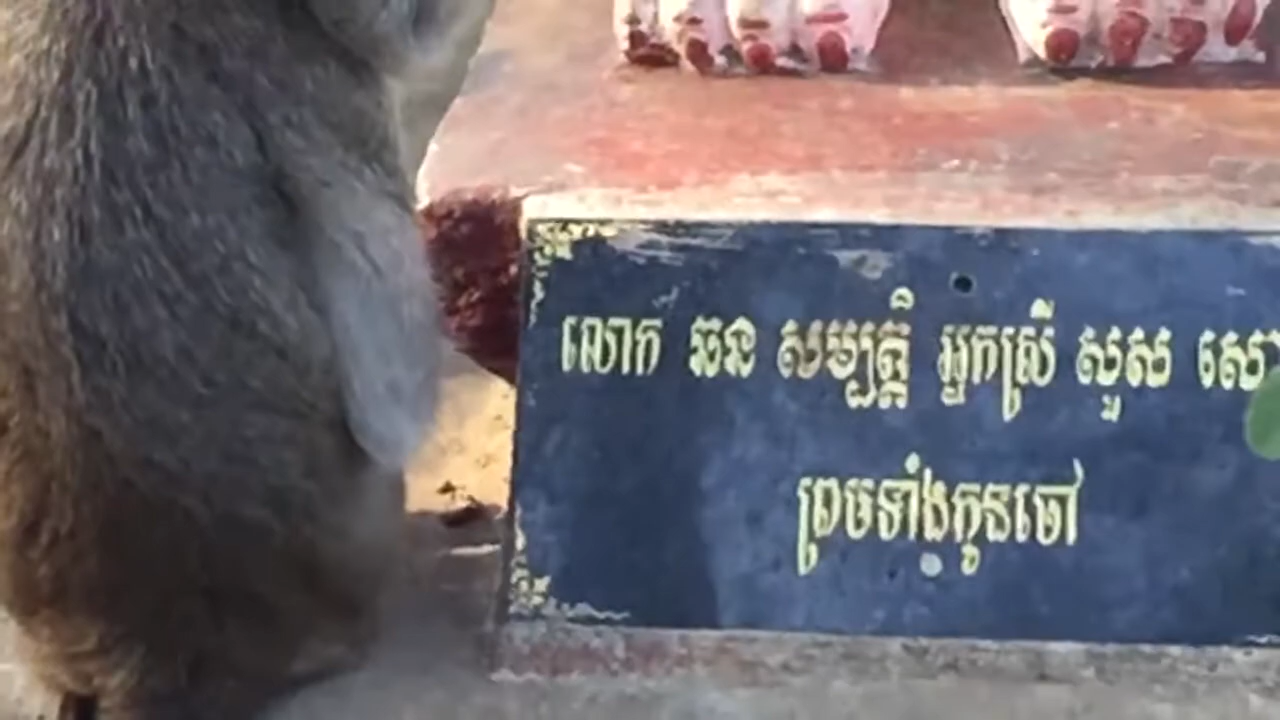 លោក ឆន សម្បត្តិ អ្នកស្រី សួស
ព្រមទាំងកូនចៅ